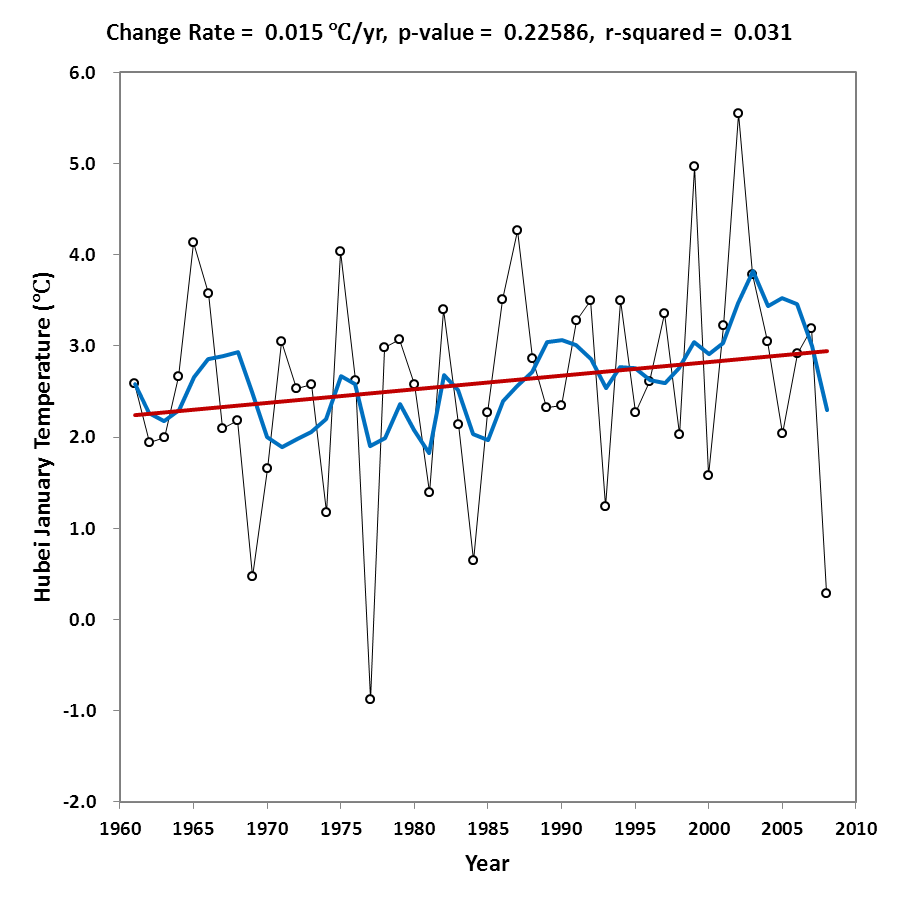 Change Rate = 0.015 ℃/yr, p-value = 0.22586, r-squared = 0.031
6.0
5.0
4.0
3.0
2.0
1.0
0.0
-1.0
-2.0
Hubei January Temperature (℃)
1960 1965 1970 1975 1980 1985 1990 1995 2000 2005 2010
Year